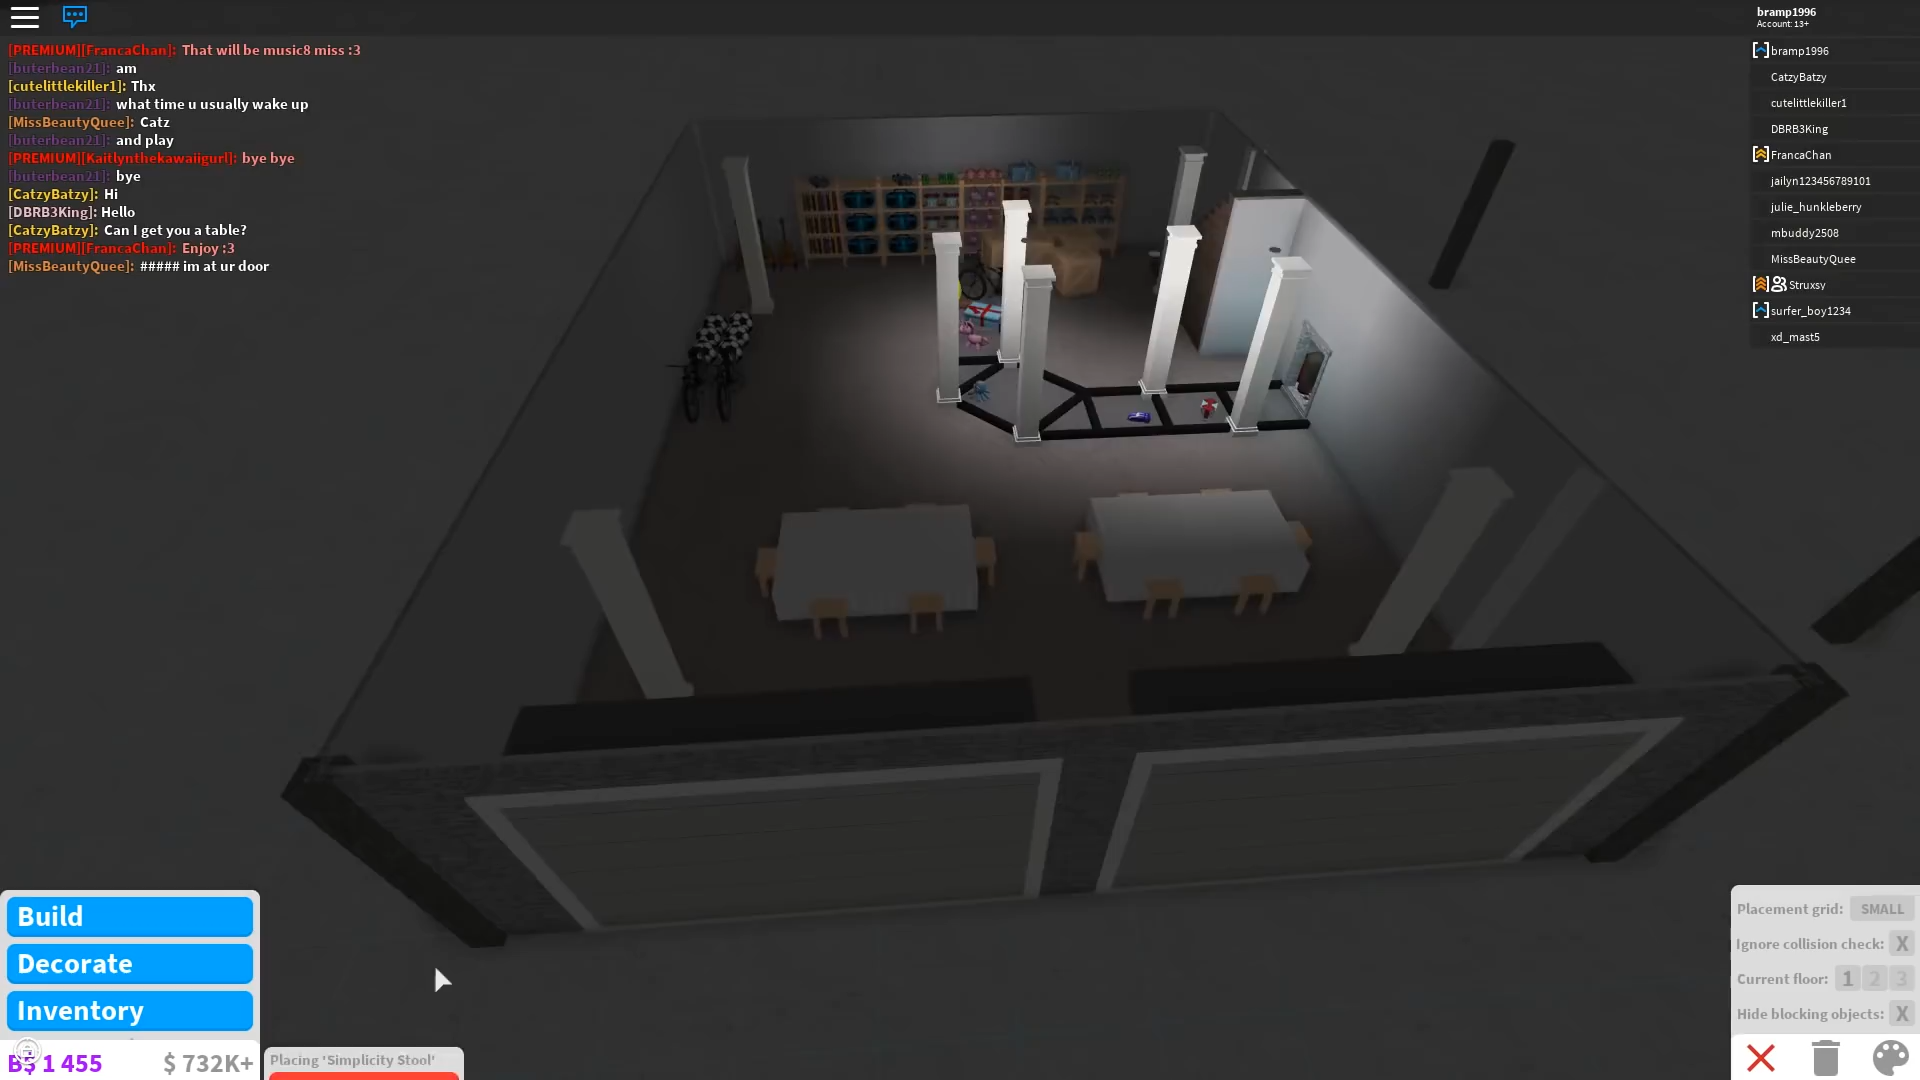 [PREMIUM][FrancaChan]: That will be music8 miss :3
[buterbean21]: am
[cutelittlekiller1]: Thx
[buterbean21]: what time u usually wake up
[MissBeautyQuee]: Catz
[buterbean21]: and play
[PREMIUM][Kaitlynthekawaiigurl]: bye bye
[buterbean21]: bye
[CatzyBatzy]: Hi
[DBRB3King]: Hello
[CatzyBatzy]: Can I get you a table?
[PREMIUM][FrancaChan]: Enjoy :3
[MissBeautyQuee]: ##### im at ur door
bramp1996
Account: 13+
bramp1996
CatzyBatzy
cutelittlekiller1
DBRB3King
FrancaChan
jailyn123456789101
julie_hunkleberry
mbuddy2508
MissBeautyQuee
Struxsy
surfer_boy1234
xd_mast5
Build
Decorate
Inventory
B$ 1 455 $ 732K+
Placing 'Simplicity Stool'
Placement grid: SMALL
Ignore collision check: X
Current floor: 1 2 3
Hide blocking objects: X